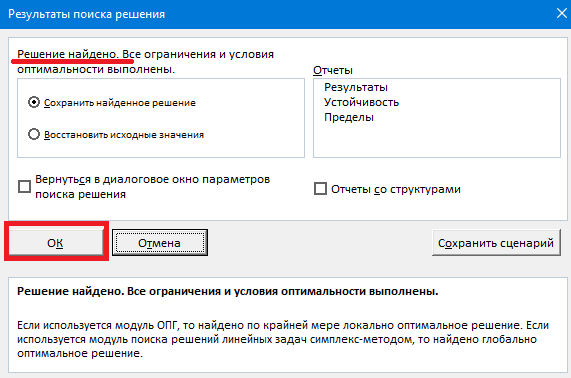 Результаты поиска решения
Решение найдено. Все ограничения и условия
оптимальности выполнены.
Отчеты
Сохранить найденное решение
Восстановить исходные значения
Результаты
Устойчивость
Пределы
Вернуться в диалоговое окно параметров
поиска решения
Отчеты со структурами
ОК
Отмена
Сохранить сценарий
Решение найдено. Все ограничения и условия оптимальности выполнены.
Если используется модуль ОПГ, то найдено по крайней мере локально оптимальное решение. Если
используется модуль поиска решений линейных задач симплекс-методом, то найдено глобально
оптимальное решение.